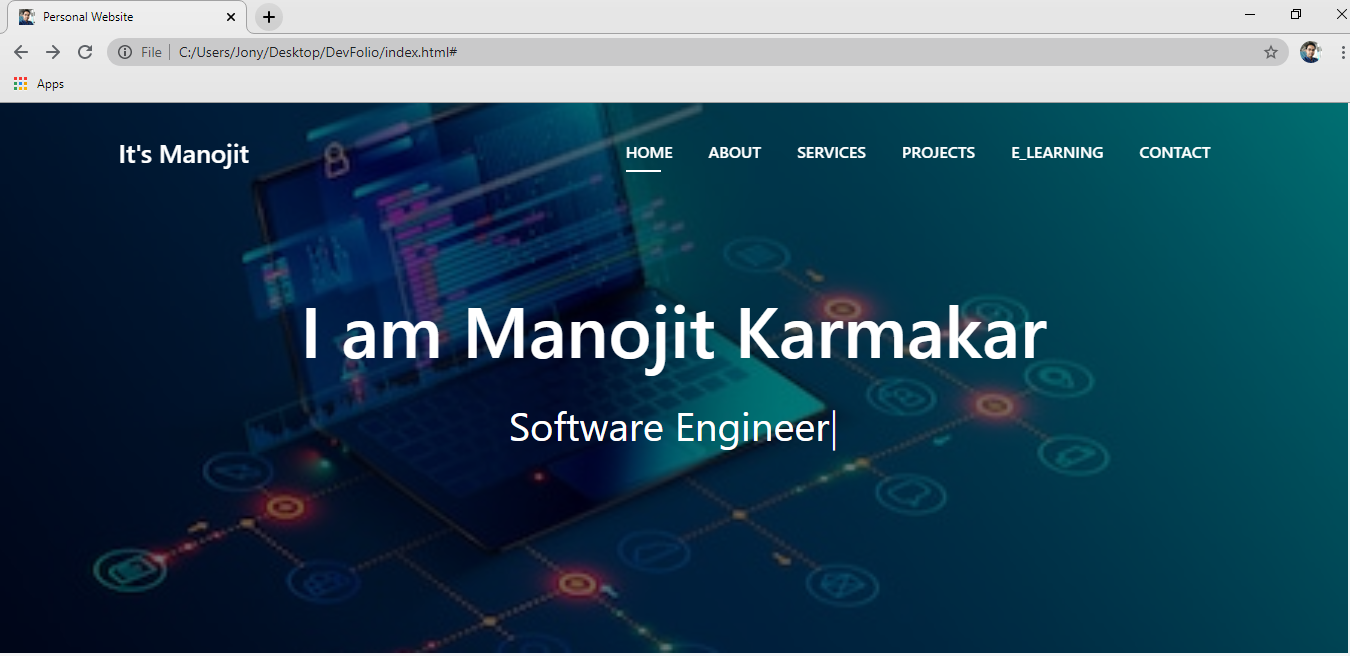 Personal Website
File C:/Users/Jony/Desktop/DevFolio/index.html#
Apps
It's Manojit HOME ABOUT SERVICES PROJECTS E_LEARNING CONTACT
I am Manojit Karmakar
Software Engineer